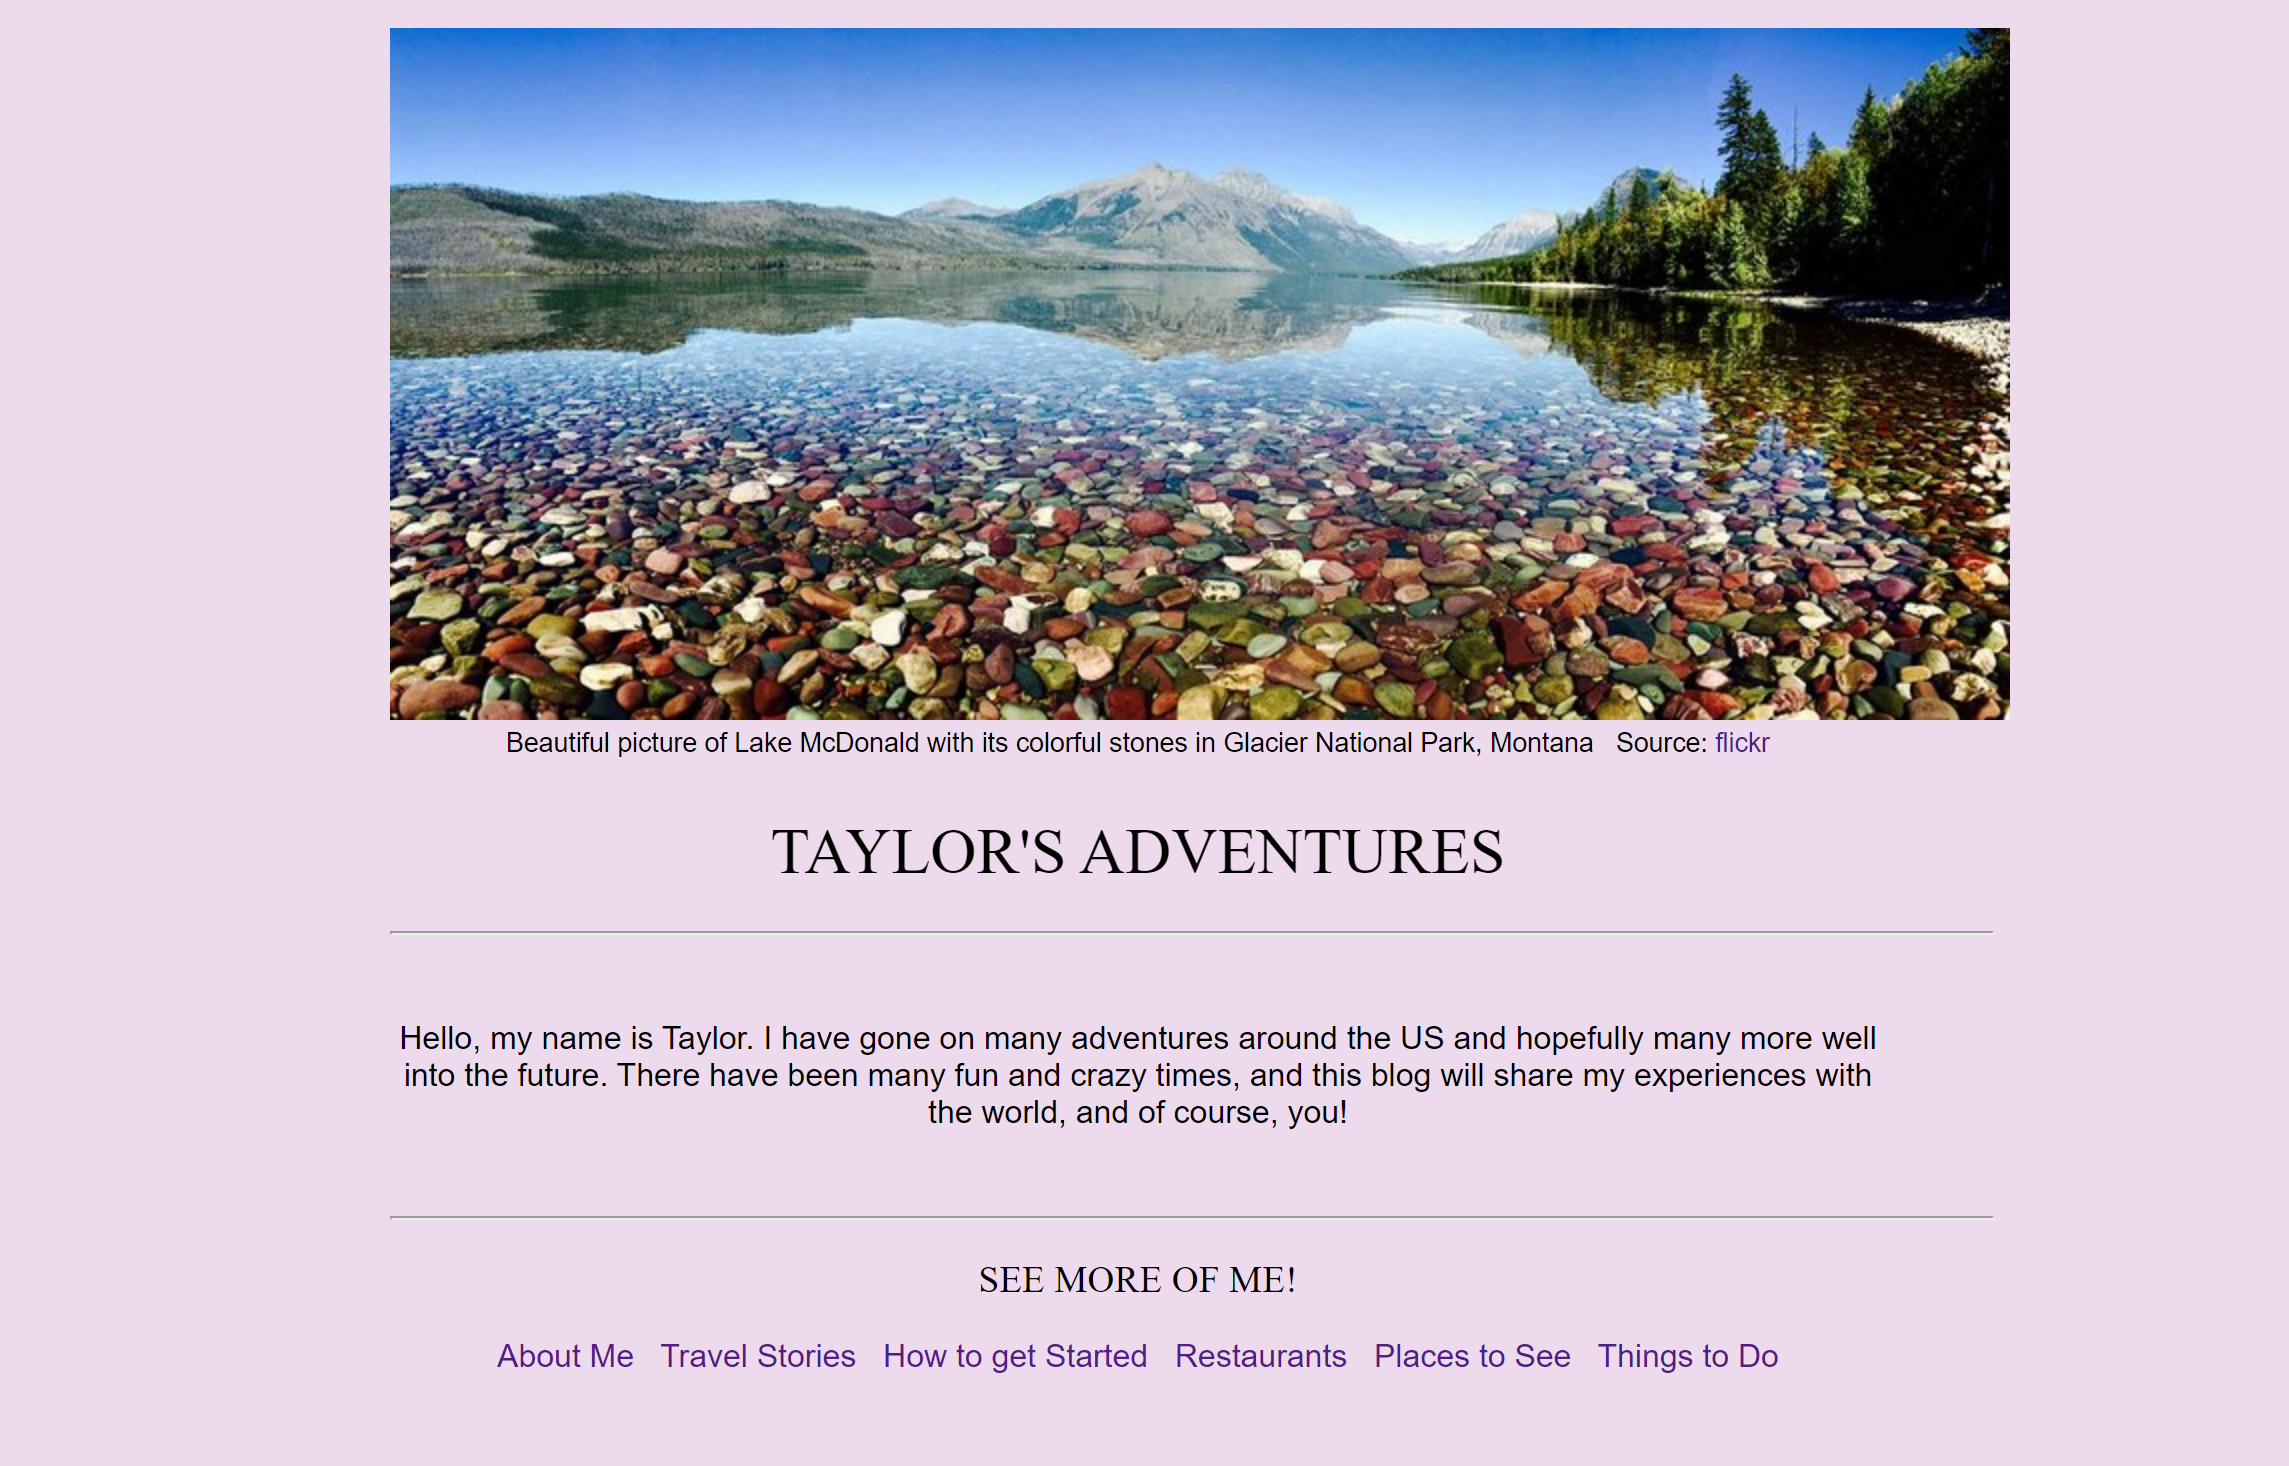 Beautiful picture of Lake McDonald with its colorful stones in Glacier National Park, Montana   Source: flickr
TAYLOR'S ADVENTURES
Hello, my name is Taylor. I have gone on many adventures around the US and hopefully many more well
into the future. There have been many fun and crazy times, and this blog will share my experiences with
the world, and of course, you!
SEE MORE OF ME!
About Me   Travel Stories   How to get Started   Restaurants   Places to See   Things to Do